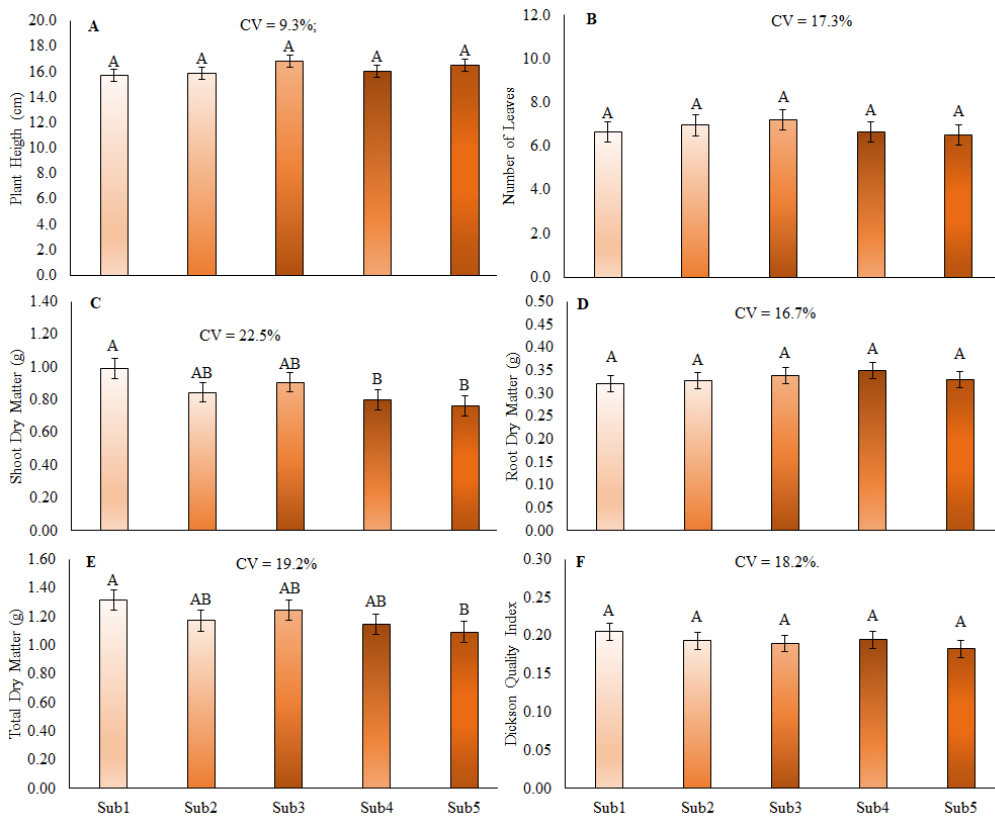 A
CV = 9.3%;
Plant Heigth (cm)
20.0
18.0
16.0
14.0
12.0
10.0
8.0
6.0
4.0
2.0
0.0
A
A
A
A
A
B
CV = 17.3%
Number of Leaves
12.0
10.0
8.0
6.0
4.0
2.0
0.0
A
A
A
A
A
C
CV = 22.5%
Shoot Dry Matter (g)
1.40
1.20
1.00
0.80
0.60
0.40
0.20
0.00
A
AB
AB
B
B
D
CV = 16.7%
Root Dry Matter (g)
0.50
0.45
0.40
0.35
0.30
0.25
0.20
0.15
0.10
0.05
0.00
A
A
A
A
A
E
CV = 19.2%
Total Dry Matter (g)
1.60
1.40
1.20
1.00
0.80
0.60
0.40
0.20
0.00
A
AB
AB
AB
B
Sub1 Sub2 Sub3 Sub4 Sub5
F
CV = 18.2%.
Dickson Quality Index
0.30
0.25
0.20
0.15
0.10
0.05
0.00
A
A
A
A
A
Sub1 Sub2 Sub3 Sub4 Sub5